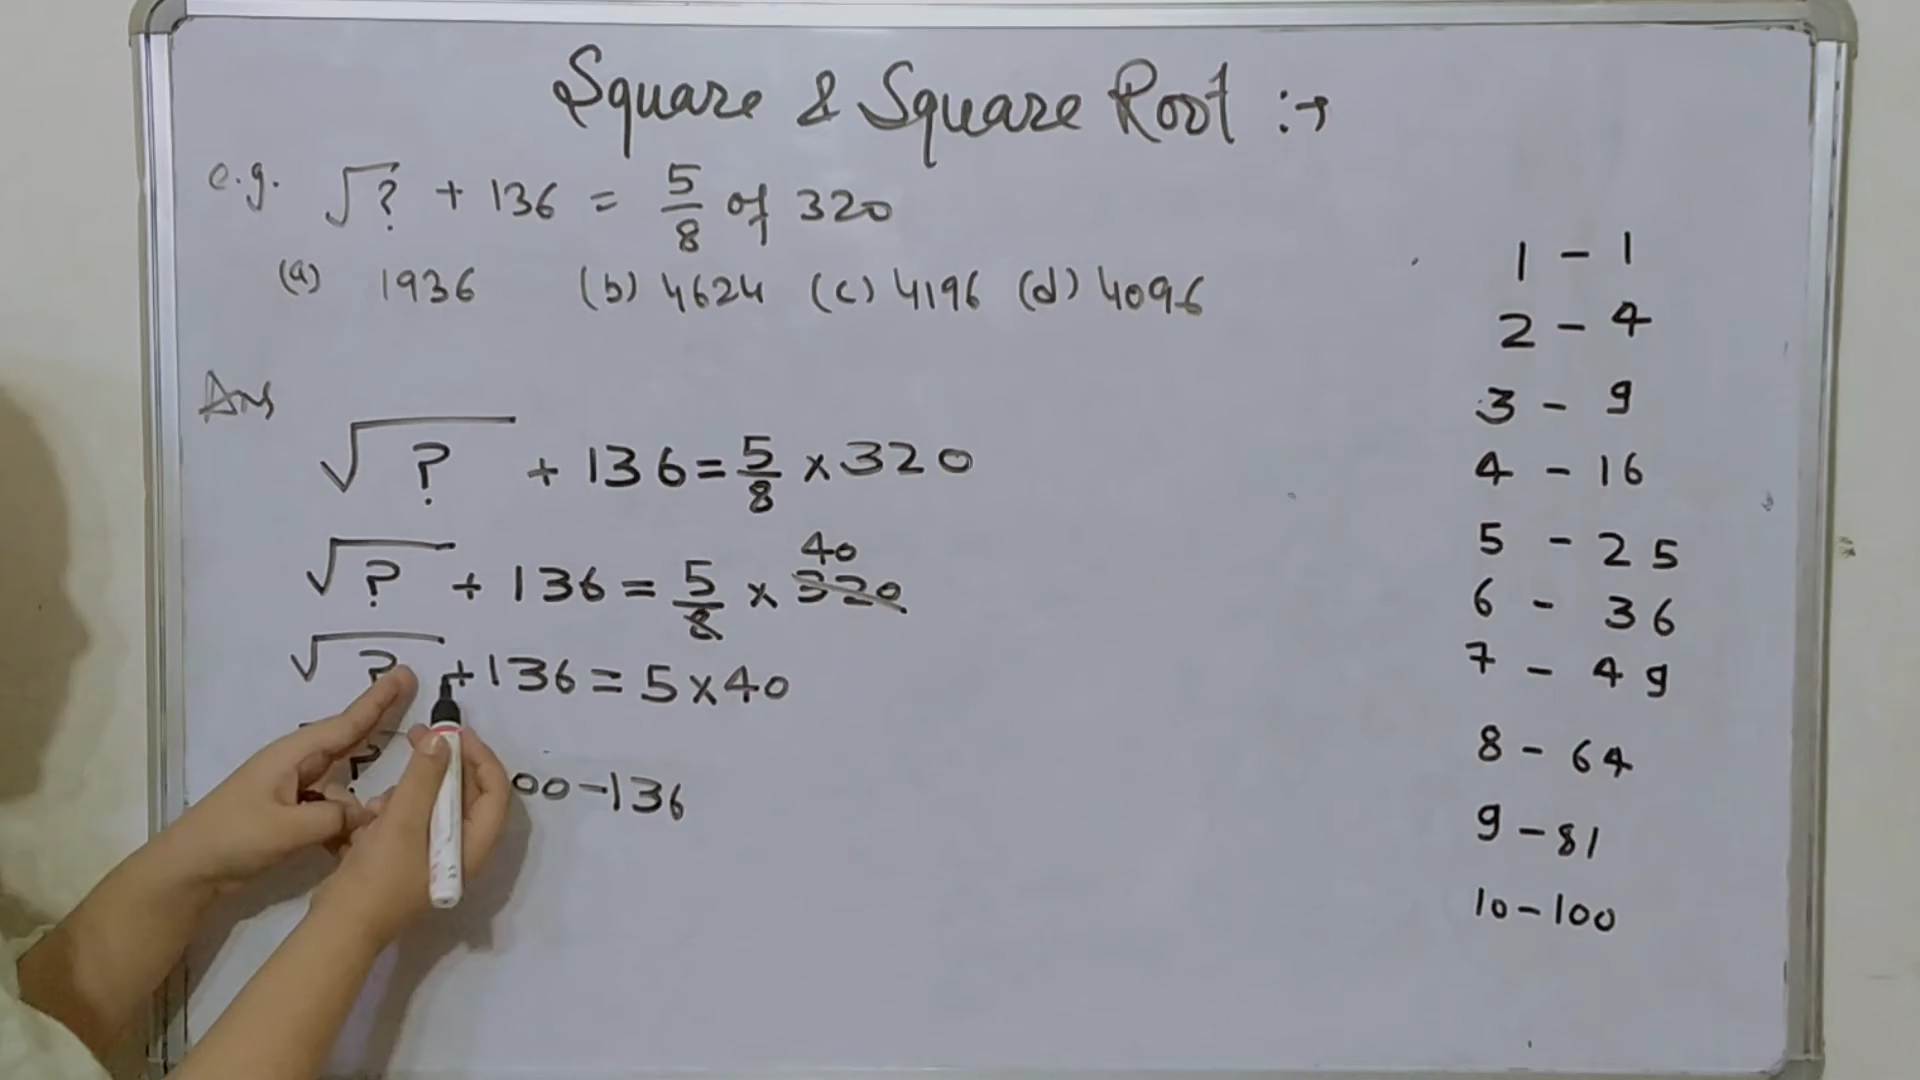 Square & Square Root :→
e.g. √? + 136 = 5/8 of 320
(a) 1936 (b) 4624 (c) 4196 (d) 4096
Ans
√? + 136 = 5/8 × 320
40
√? + 136 = 5/8 × 320
√? + 136 = 5 × 40
? 00 - 136
1 - 1
2 - 4
3 - 9
4 - 16
5 - 25
6 - 36
7 - 49
8 - 64
9 - 81
10 - 100